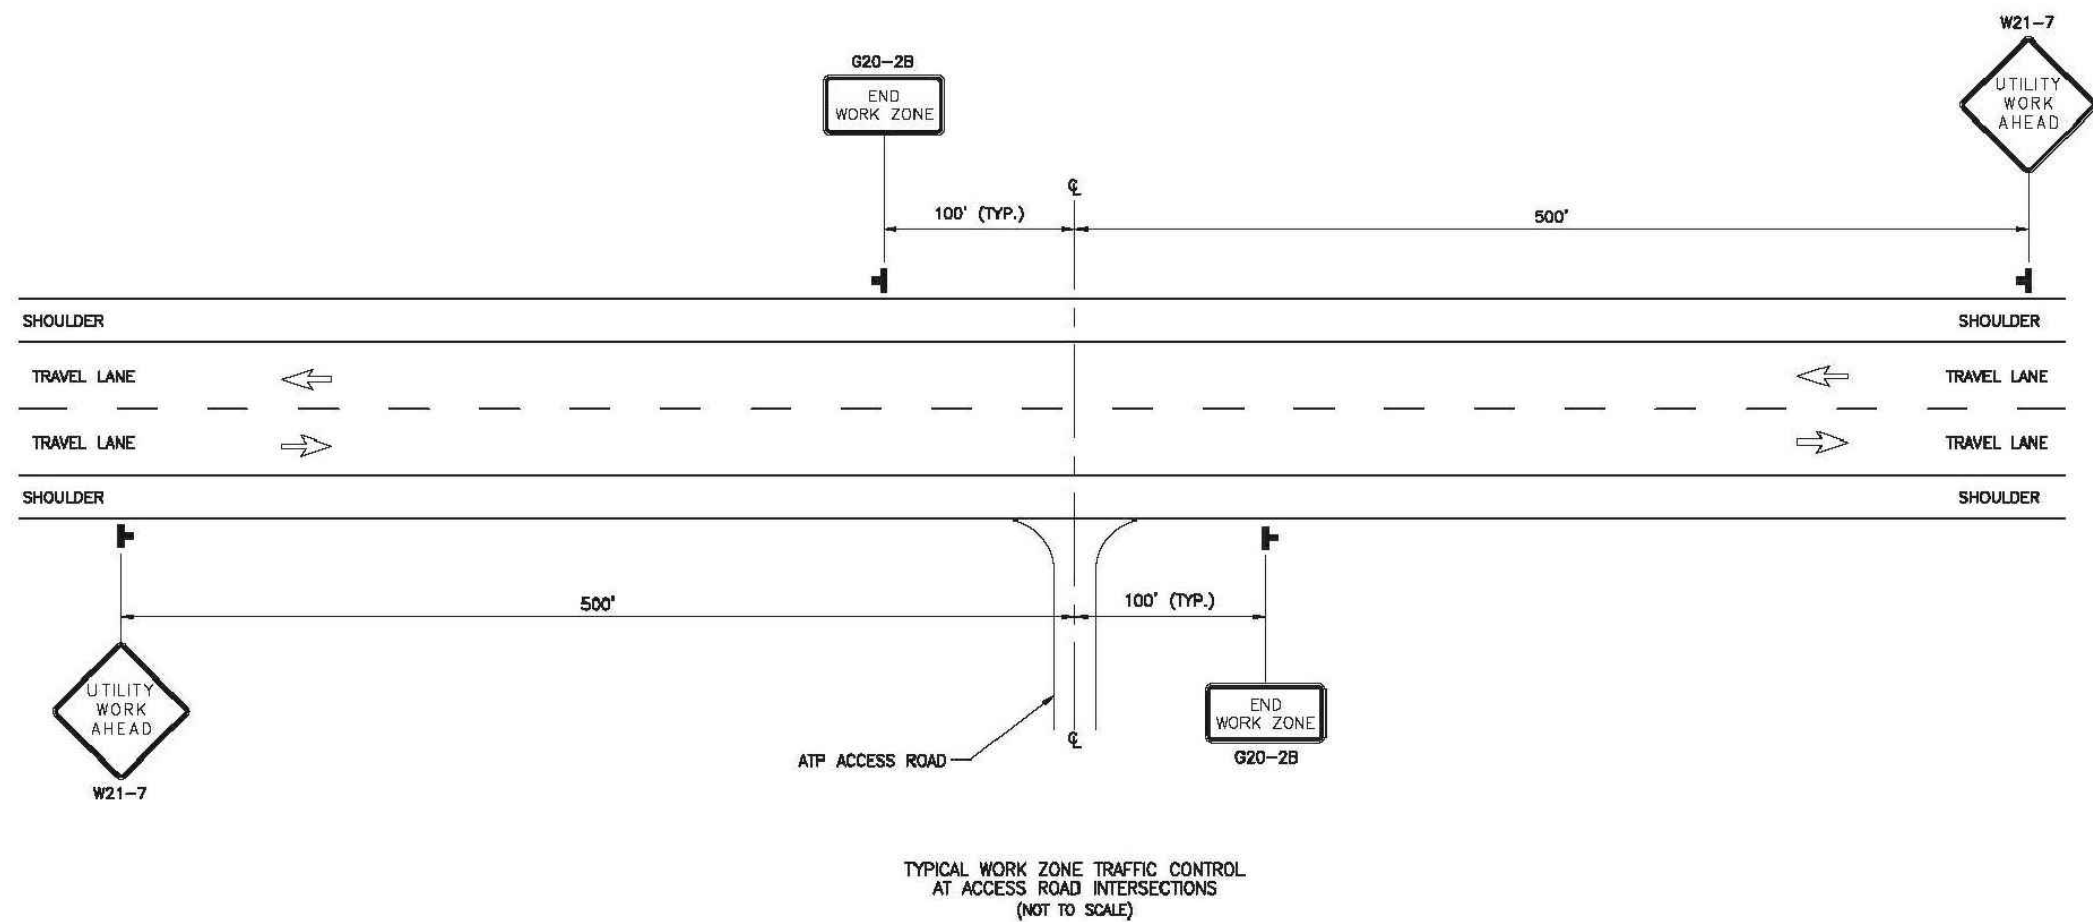 W21-7
UTILITY
WORK
AHEAD
G20-2B
END
WORK ZONE
℄
100' (TYP.)
500'
SHOULDER
SHOULDER
TRAVEL LANE
TRAVEL LANE
TRAVEL LANE
TRAVEL LANE
SHOULDER
SHOULDER
500'
100' (TYP.)
UTILITY
WORK
AHEAD
W21-7
END
WORK ZONE
G20-2B
℄
ATP ACCESS ROAD
TYPICAL WORK ZONE TRAFFIC CONTROL
AT ACCESS ROAD INTERSECTIONS
(NOT TO SCALE)